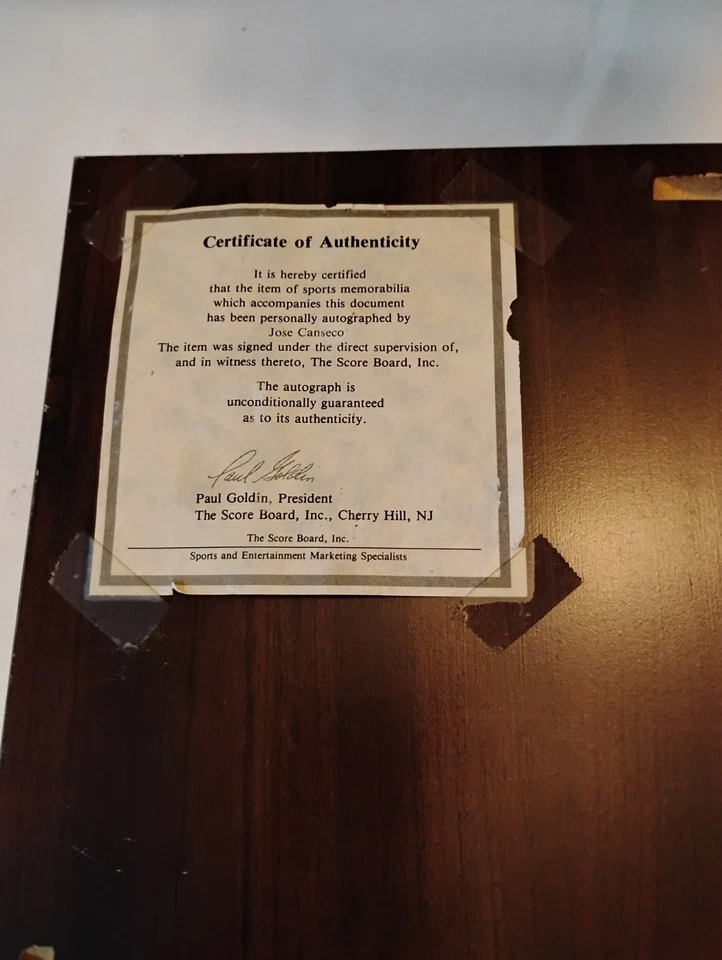 Certificate of Authenticity
It is hereby certified
that the item of sports memorabilia
which accompanies this document
has been personally autographed by
Jose Canseco
The item was signed under the direct supervision of,
and in witness thereto, The Score Board, Inc.
The autograph is
unconditionally guaranteed
as to its authenticity.
Paul Goldin
Paul Goldin, President
The Score Board, Inc., Cherry Hill, NJ
The Score Board, Inc.
Sports and Entertainment Marketing Specialists